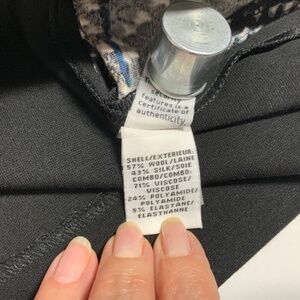 security
features is a
Certificate of
authenticity.
SHELL/EXTERIEUR:
57% WOOL/LAINE
43% SILK/SOIE
COMBO/COMBO:
71% VISCOSE/
VISCOSE
24% POLYAMIDE/
POLYAMIDE
5% ELASTANE/
ELASTHANNE